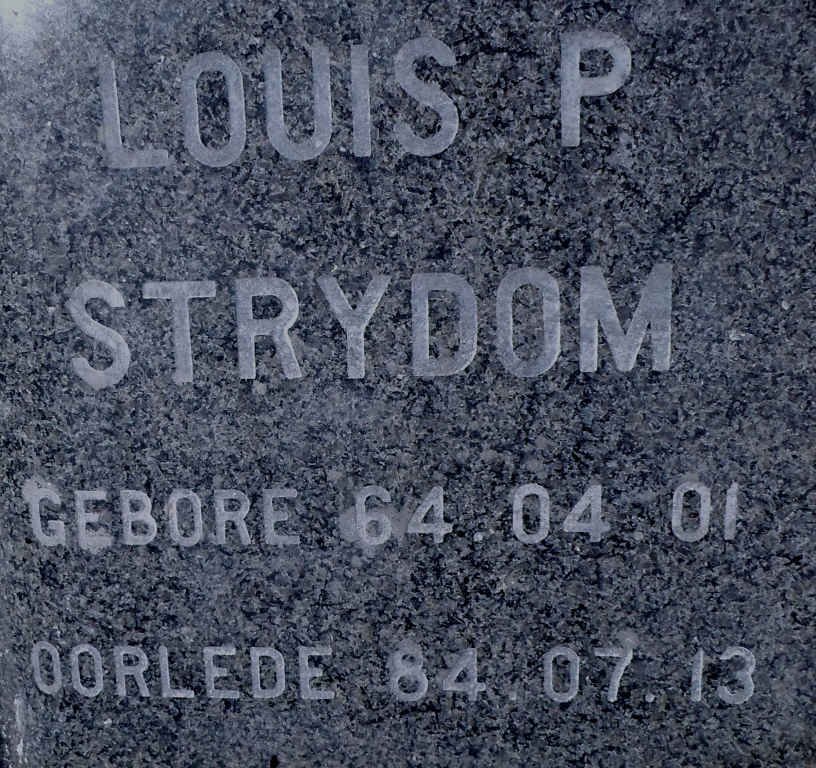 LOUIS P
STRYDOM
GEBORE 64.04.01
OORLEDE 84.07.13